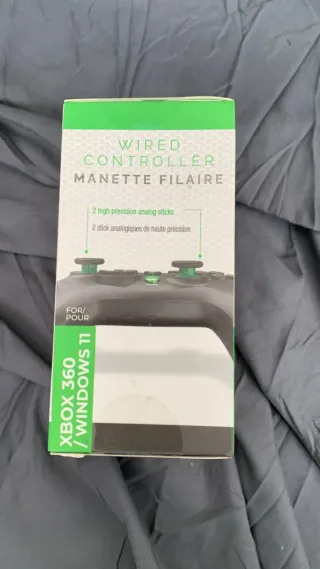 WIRED
CONTROLLER
MANETTE FILAIRE
2 high precision analog sticks
2 stick analogiques de haute précision
FOR/
POUR
XBOX 360
/WINDOWS 11